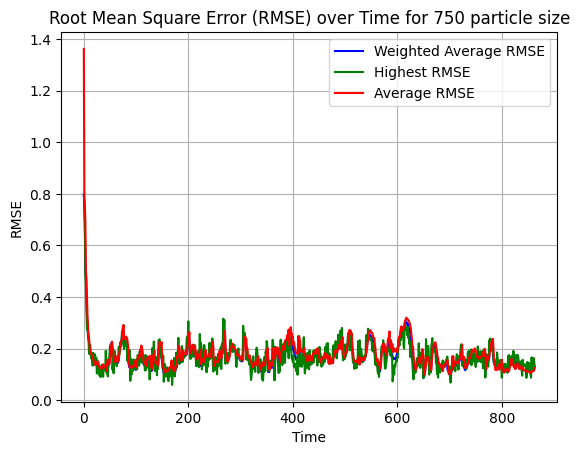 Root Mean Square Error (RMSE) over Time for 750 particle size
1.4
1.2
1.0
0.8
0.6
0.4
0.2
0.0
RMSE
Weighted Average RMSE
Highest RMSE
Average RMSE
0 200 400 600 800
Time